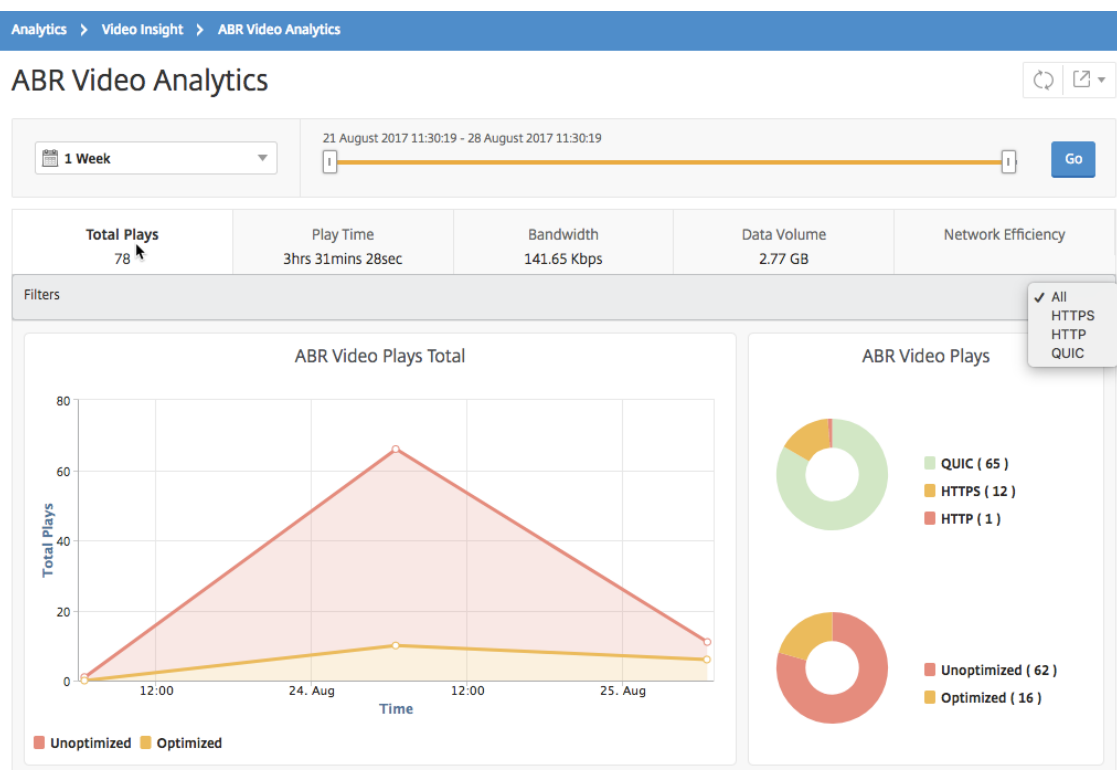 Analytics > Video Insight > ABR Video Analytics
ABR Video Analytics
1 Week
21 August 2017 11:30:19 - 28 August 2017 11:30:19
Go
Total Plays
78
Play Time
3hrs 31mins 28sec
Bandwidth
141.65 Kbps
Data Volume
2.77 GB
Network Efficiency
Filters
✓ All
HTTPS
HTTP
QUIC
ABR Video Plays Total
80
60
40
20
0
Total Plays
12:00
24. Aug
12:00
25. Aug
Time
Unoptimized
Optimized
ABR Video Plays
QUIC ( 65 )
HTTPS ( 12 )
HTTP ( 1 )
Unoptimized ( 62 )
Optimized ( 16 )